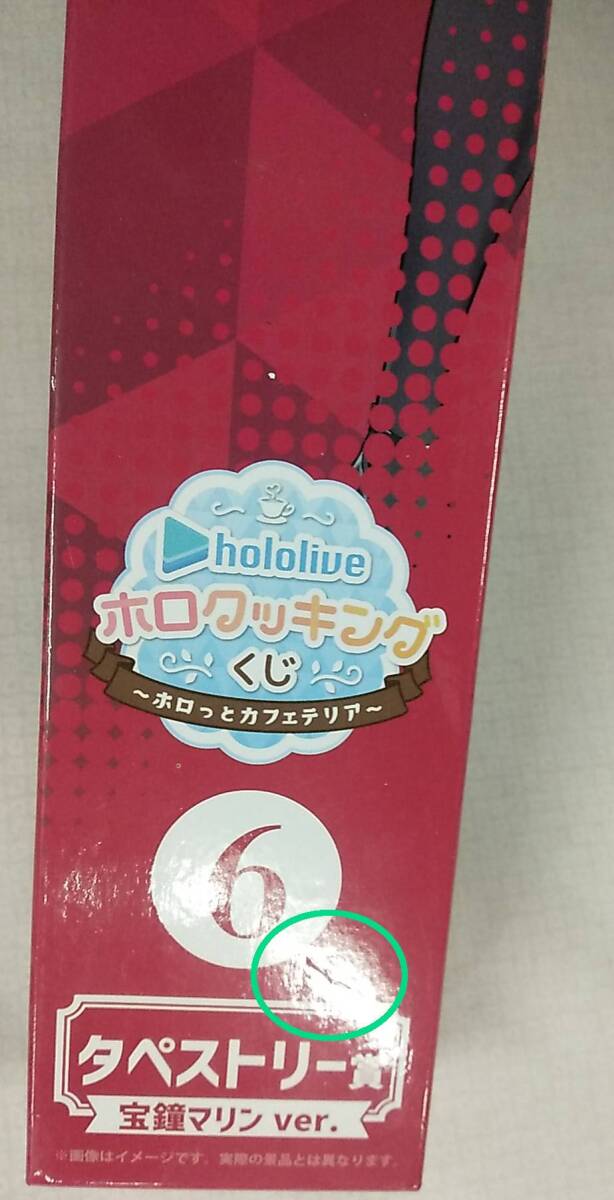 hololive
ホロクッキング
くじ
～ホロっとカフェテリア～
6
タペストリー賞
宝鐘マリン ver.
※画像はイメージです。実際の景品とは異なります。